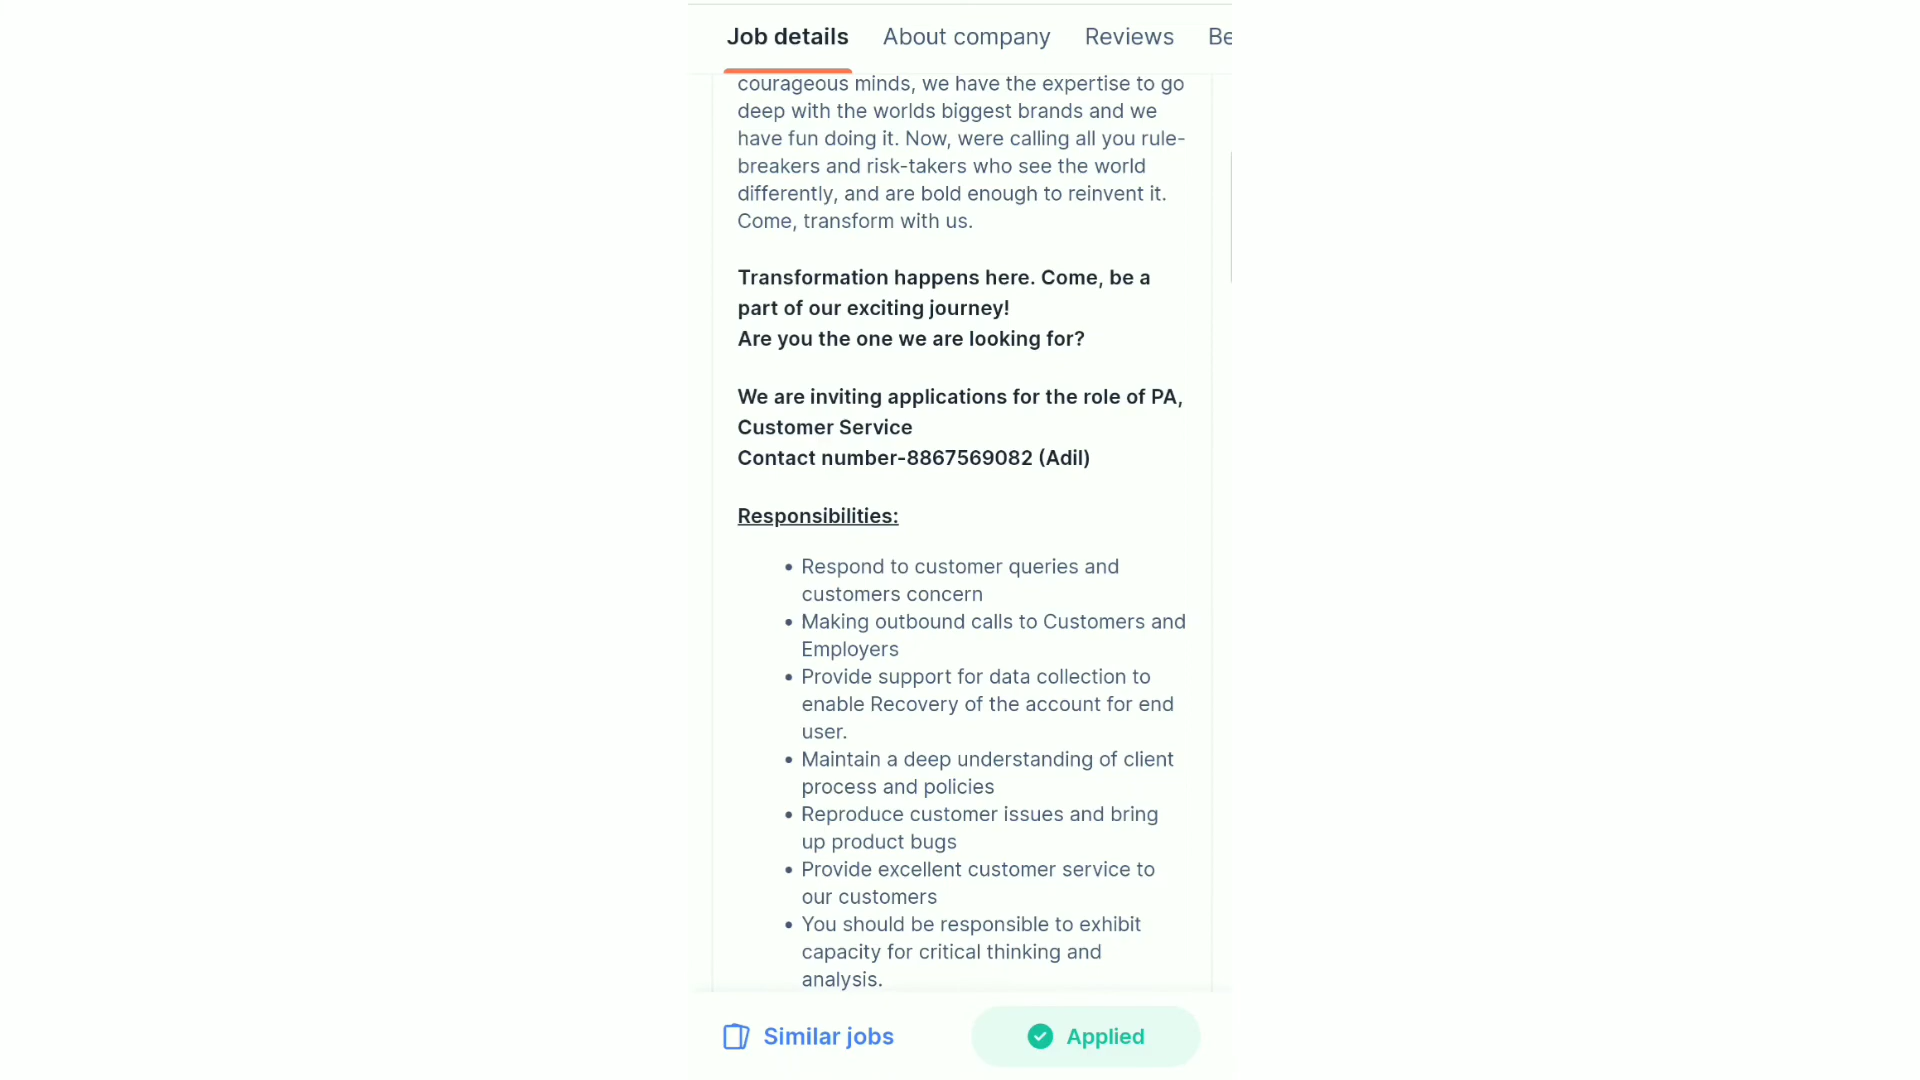 Job details About company Reviews Be
courageous minds, we have the expertise to go
deep with the worlds biggest brands and we
have fun doing it. Now, were calling all you rule-
breakers and risk-takers who see the world
differently, and are bold enough to reinvent it.
Come, transform with us.
Transformation happens here. Come, be a
part of our exciting journey!
Are you the one we are looking for?
We are inviting applications for the role of PA,
Customer Service
Contact number-8867569082 (Adil)
Responsibilities:
• Respond to customer queries and
customers concern
• Making outbound calls to Customers and
Employers
• Provide support for data collection to
enable Recovery of the account for end
user.
• Maintain a deep understanding of client
process and policies
• Reproduce customer issues and bring
up product bugs
• Provide excellent customer service to
our customers
• You should be responsible to exhibit
capacity for critical thinking and
analysis.
Similar jobs Applied